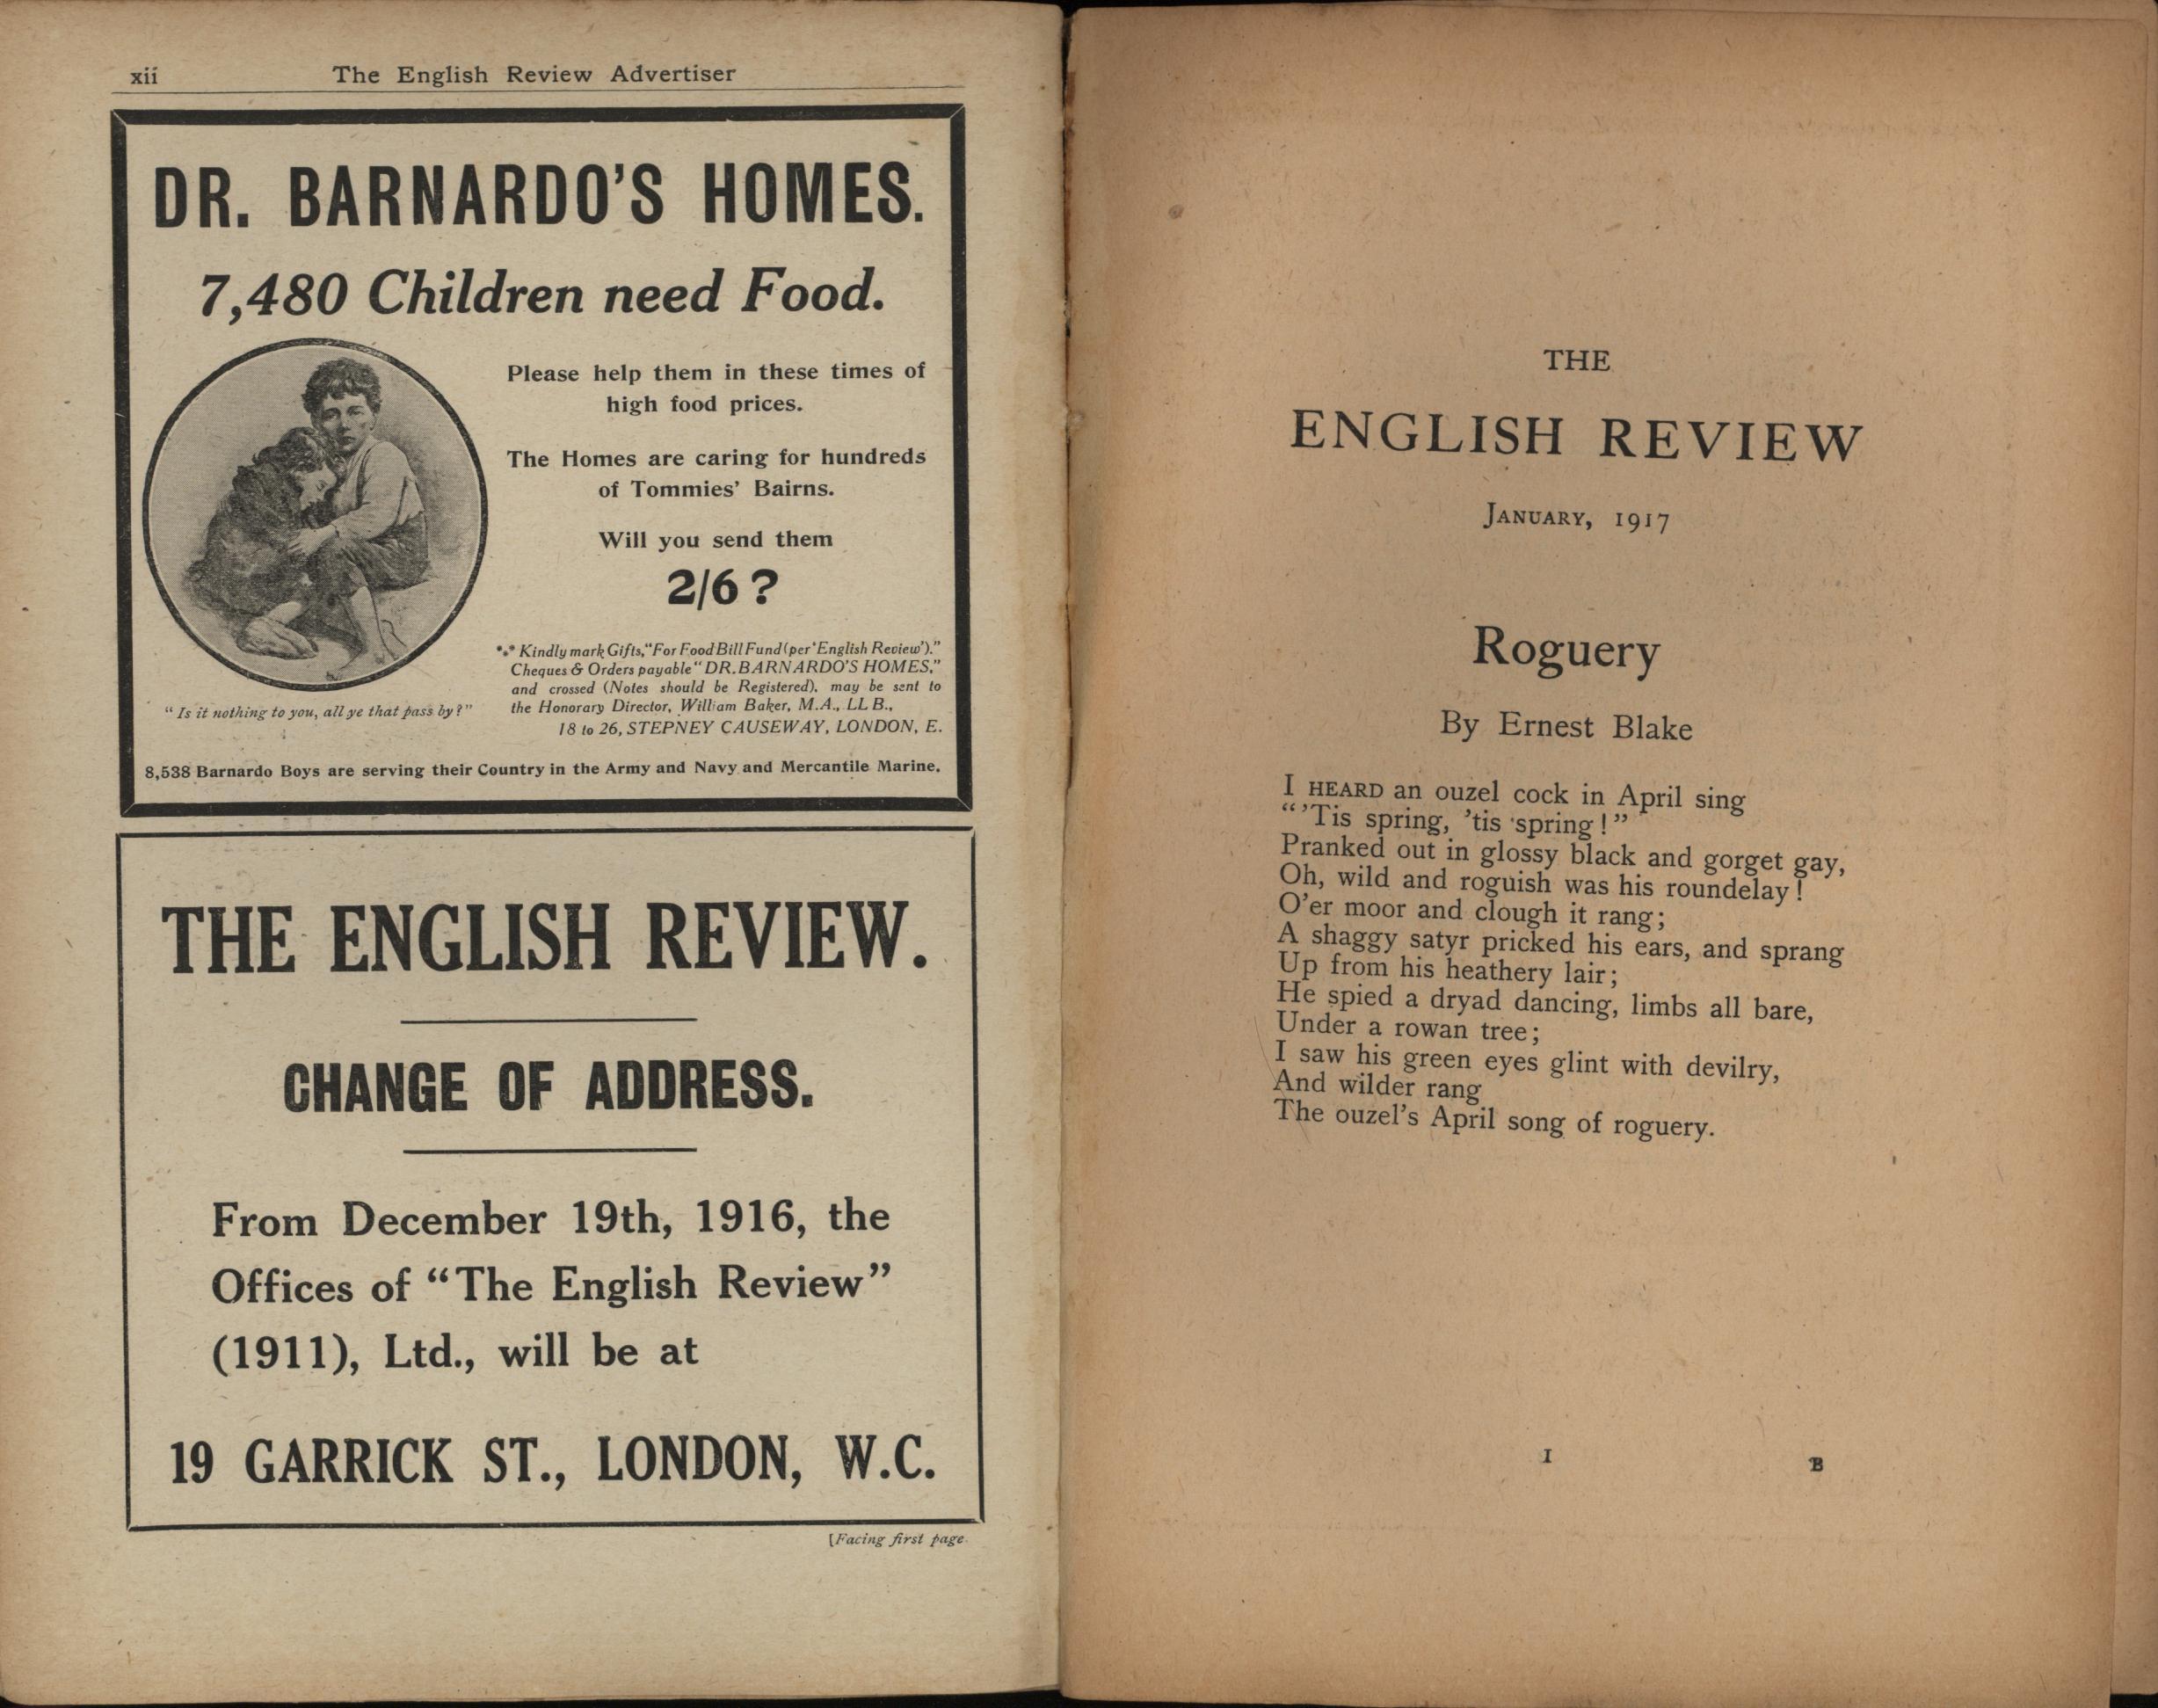 xii
The English Review Advertiser
DR. BARNARDO'S HOMES.
7,480 Children need Food.
Please help them in these times of
high food prices.
The Homes are caring for hundreds
of Tommies' Bairns.
Will you send them
2/6?
*** Kindly mark Gifts, "For Food Bill Fund (per 'English Review')."
Cheques & Orders payable "DR. BARNARDO'S HOMES,"
and crossed (Notes should be Registered), may be sent to
the Honorary Director, William Baker, M.A., LL B.,
18 to 26, STEPNEY CAUSEWAY, LONDON, E.
"Is it nothing to you, all ye that pass by?"
8,538 Barnardo Boys are serving their Country in the Army and Navy and Mercantile Marine.
THE ENGLISH REVIEW.
CHANGE OF ADDRESS.
From December 19th, 1916, the
Offices of "The English Review"
(1911), Ltd., will be at
19 GARRICK ST., LONDON, W.C.
[Facing first page.
THE
ENGLISH REVIEW
JANUARY, 1917
Roguery
By Ernest Blake
I HEARD an ouzel cock in April sing
"'Tis spring, 'tis spring!"
Pranked out in glossy black and gorget gay,
Oh, wild and roguish was his roundelay!
O'er moor and clough it rang;
A shaggy satyr pricked his ears, and sprang
Up from his heathery lair;
He spied a dryad dancing, limbs all bare,
Under a rowan tree;
I saw his green eyes glint with devilry,
And wilder rang
The ouzel's April song of roguery.
1
B